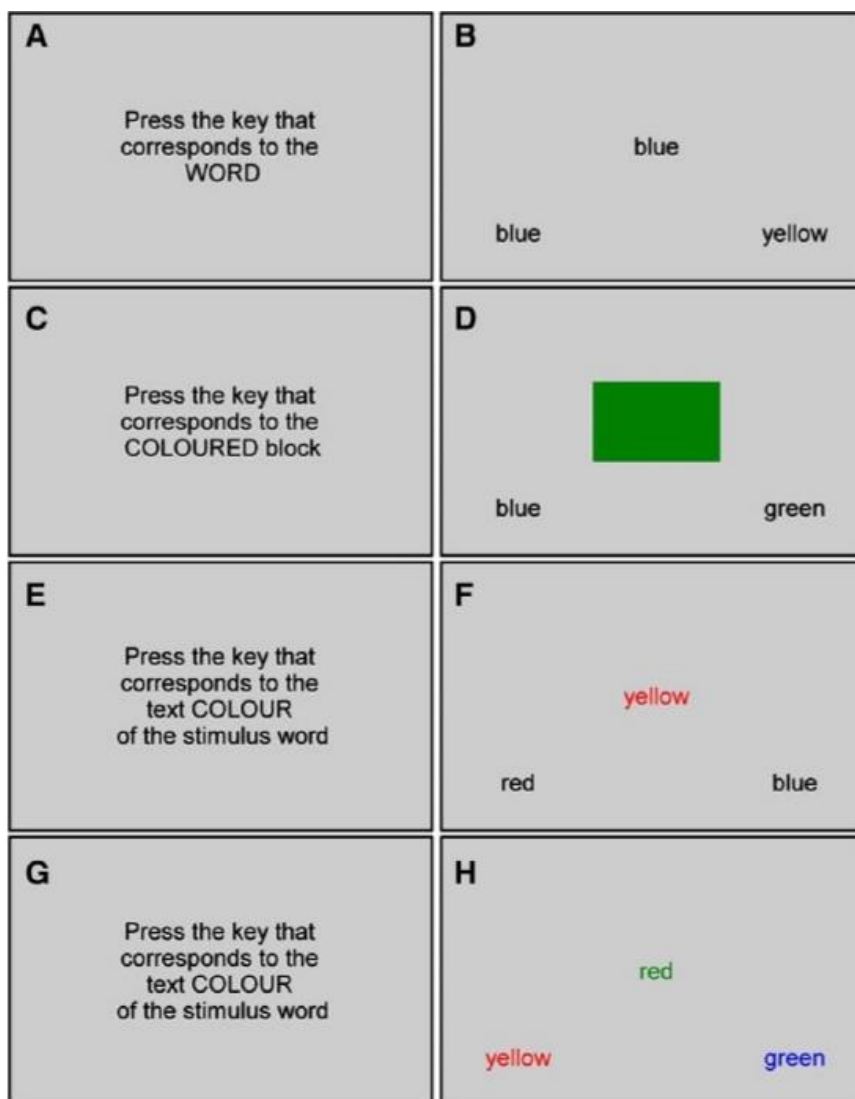 A
Press the key that
corresponds to the
WORD
B
blue
blue yellow
C
Press the key that
corresponds to the
COLOURED block
D
blue green
E
Press the key that
corresponds to the
text COLOUR
of the stimulus word
F
yellow
red blue
G
Press the key that
corresponds to the
text COLOUR
of the stimulus word
H
red
yellow green